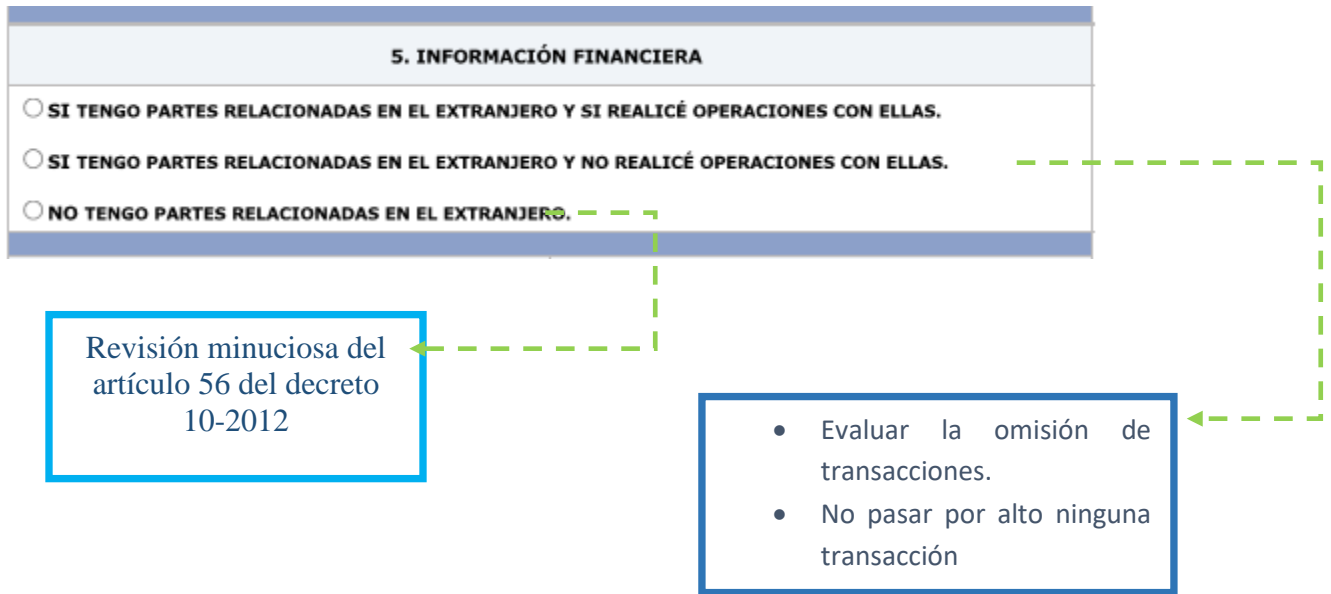 5. INFORMACIÓN FINANCIERA
SI TENGO PARTES RELACIONADAS EN EL EXTRANJERO Y SI REALICÉ OPERACIONES CON ELLAS.
SI TENGO PARTES RELACIONADAS EN EL EXTRANJERO Y NO REALICÉ OPERACIONES CON ELLAS.
NO TENGO PARTES RELACIONADAS EN EL EXTRANJERO.
Revisión minuciosa del
artículo 56 del decreto
10-2012
• Evaluar la omisión de
transacciones.
• No pasar por alto ninguna
transacción